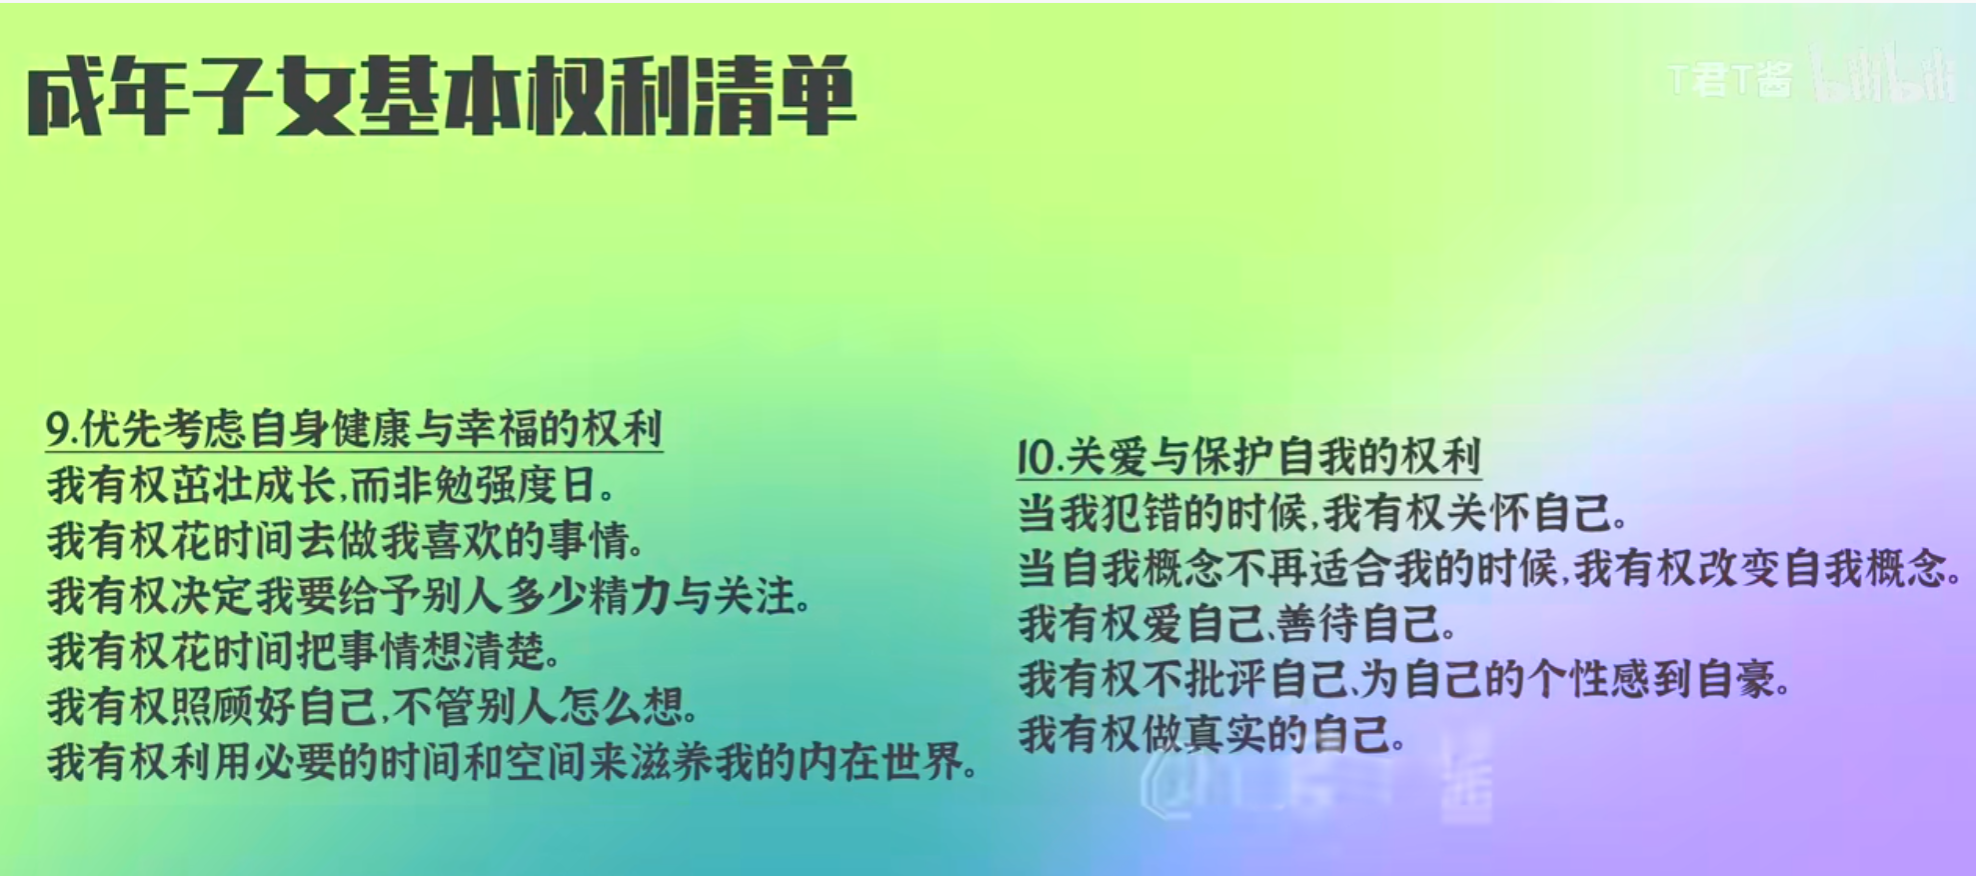 成年子女基本权利清单
T君T酱 bilibili
9.优先考虑自身健康与幸福的权利
我有权茁壮成长,而非勉强度日。
我有权花时间去做我喜欢的事情。
我有权决定我要给予别人多少精力与关注。
我有权花时间把事情想清楚。
我有权照顾好自己,不管别人怎么想。
我有权利用必要的时间和空间来滋养我的内在世界。
10.关爱与保护自我的权利
当我犯错的时候,我有权关怀自己。
当自我概念不再适合我的时候,我有权改变自我概念。
我有权爱自己、善待自己。
我有权不批评自己、为自己的个性感到自豪。
我有权做真实的自己。